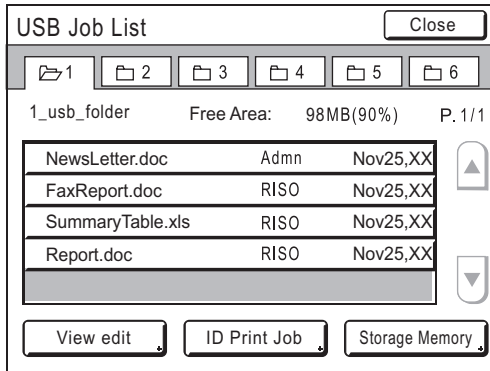 USB Job List Close
1 2 3 4 5 6
1_usb_folder Free Area: 98MB(90%) P.1/1
NewsLetter.doc Admn Nov25,XX
FaxReport.doc RISO Nov25,XX
SummaryTable.xls RISO Nov25,XX
Report.doc RISO Nov25,XX
View edit ID Print Job Storage Memory